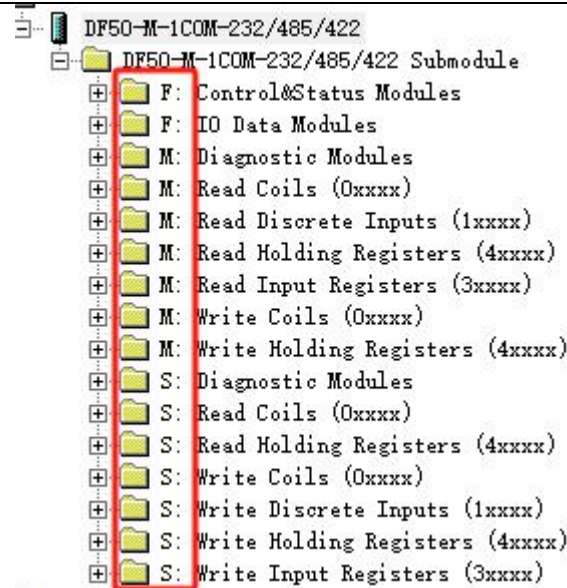 DF50-M-1COM-232/485/422
DF50-M-1COM-232/485/422 Submodule
F: Control&Status Modules
F: IO Data Modules
M: Diagnostic Modules
M: Read Coils (0xxxx)
M: Read Discrete Inputs (1xxxx)
M: Read Holding Registers (4xxxx)
M: Read Input Registers (3xxxx)
M: Write Coils (0xxxx)
M: Write Holding Registers (4xxxx)
S: Diagnostic Modules
S: Read Coils (0xxxx)
S: Read Holding Registers (4xxxx)
S: Write Coils (0xxxx)
S: Write Discrete Inputs (1xxxx)
S: Write Holding Registers (4xxxx)
S: Write Input Registers (3xxxx)